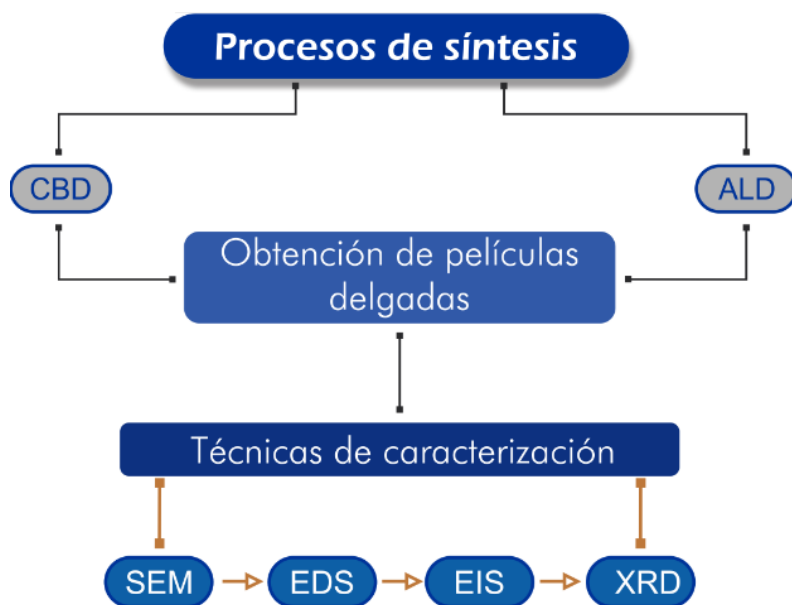 Procesos de síntesis
CBD
ALD
Obtención de películas
delgadas
Técnicas de caracterización
SEM
EDS
EIS
XRD